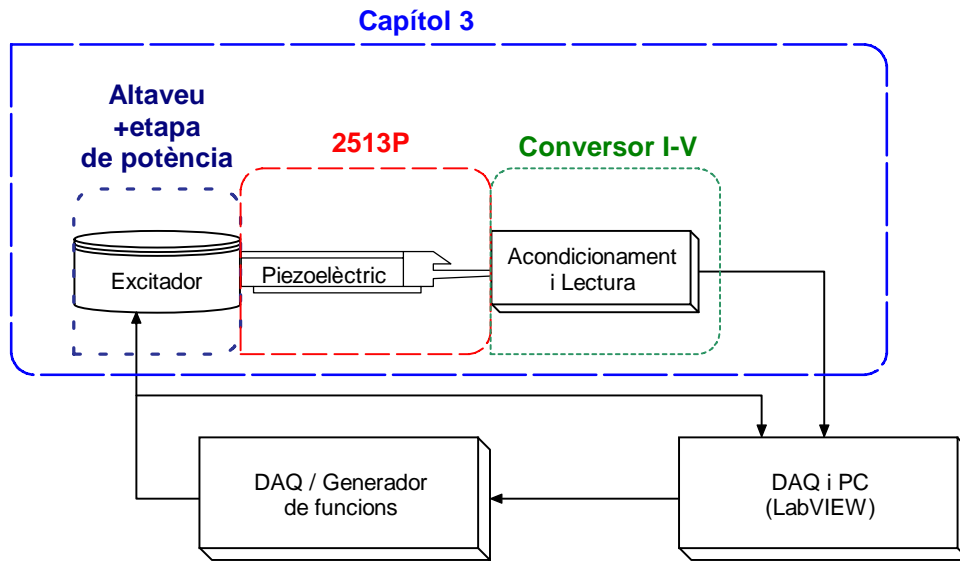 Capítol 3
Altaveu
+etapa
de potència
2513P
Conversor I-V
Excitador
Piezoelèctric
Acondicionament
i Lectura
DAQ / Generador
de funcions
DAQ i PC
(LabVIEW)